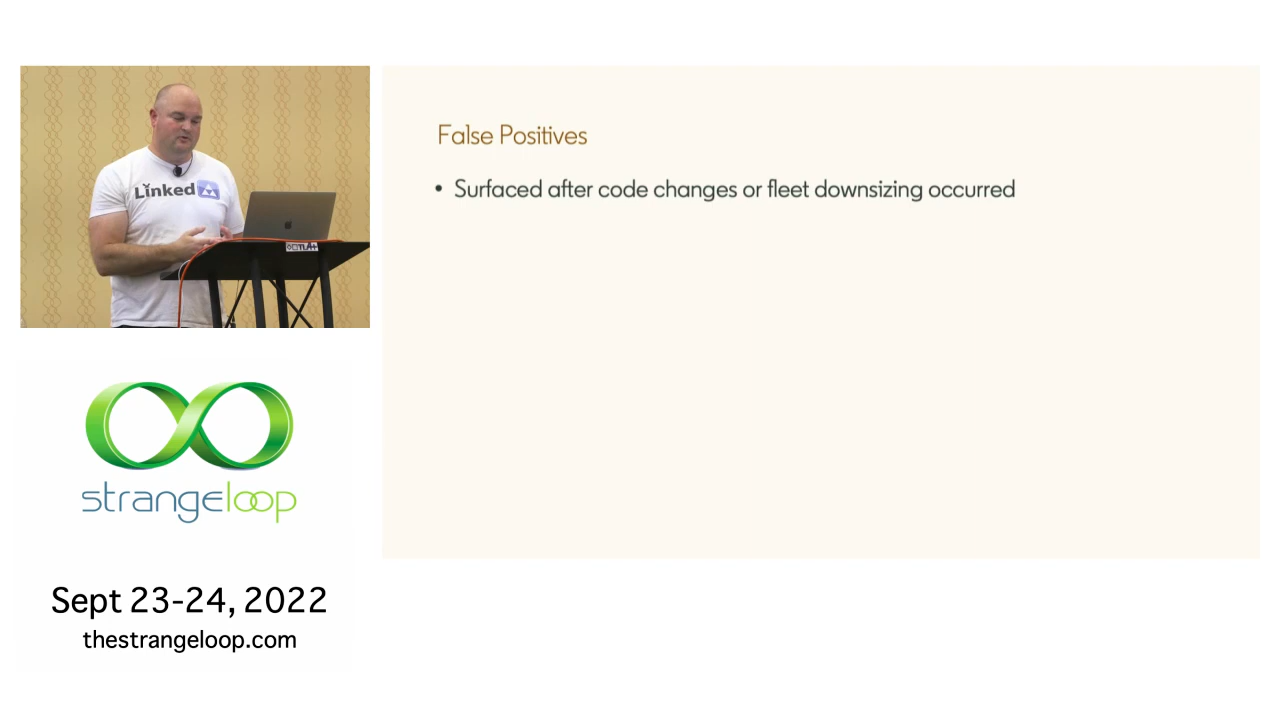 Linked
False Positives
• Surfaced after code changes or fleet downsizing occurred
strangeloop
Sept 23-24, 2022
thestrangeloop.com